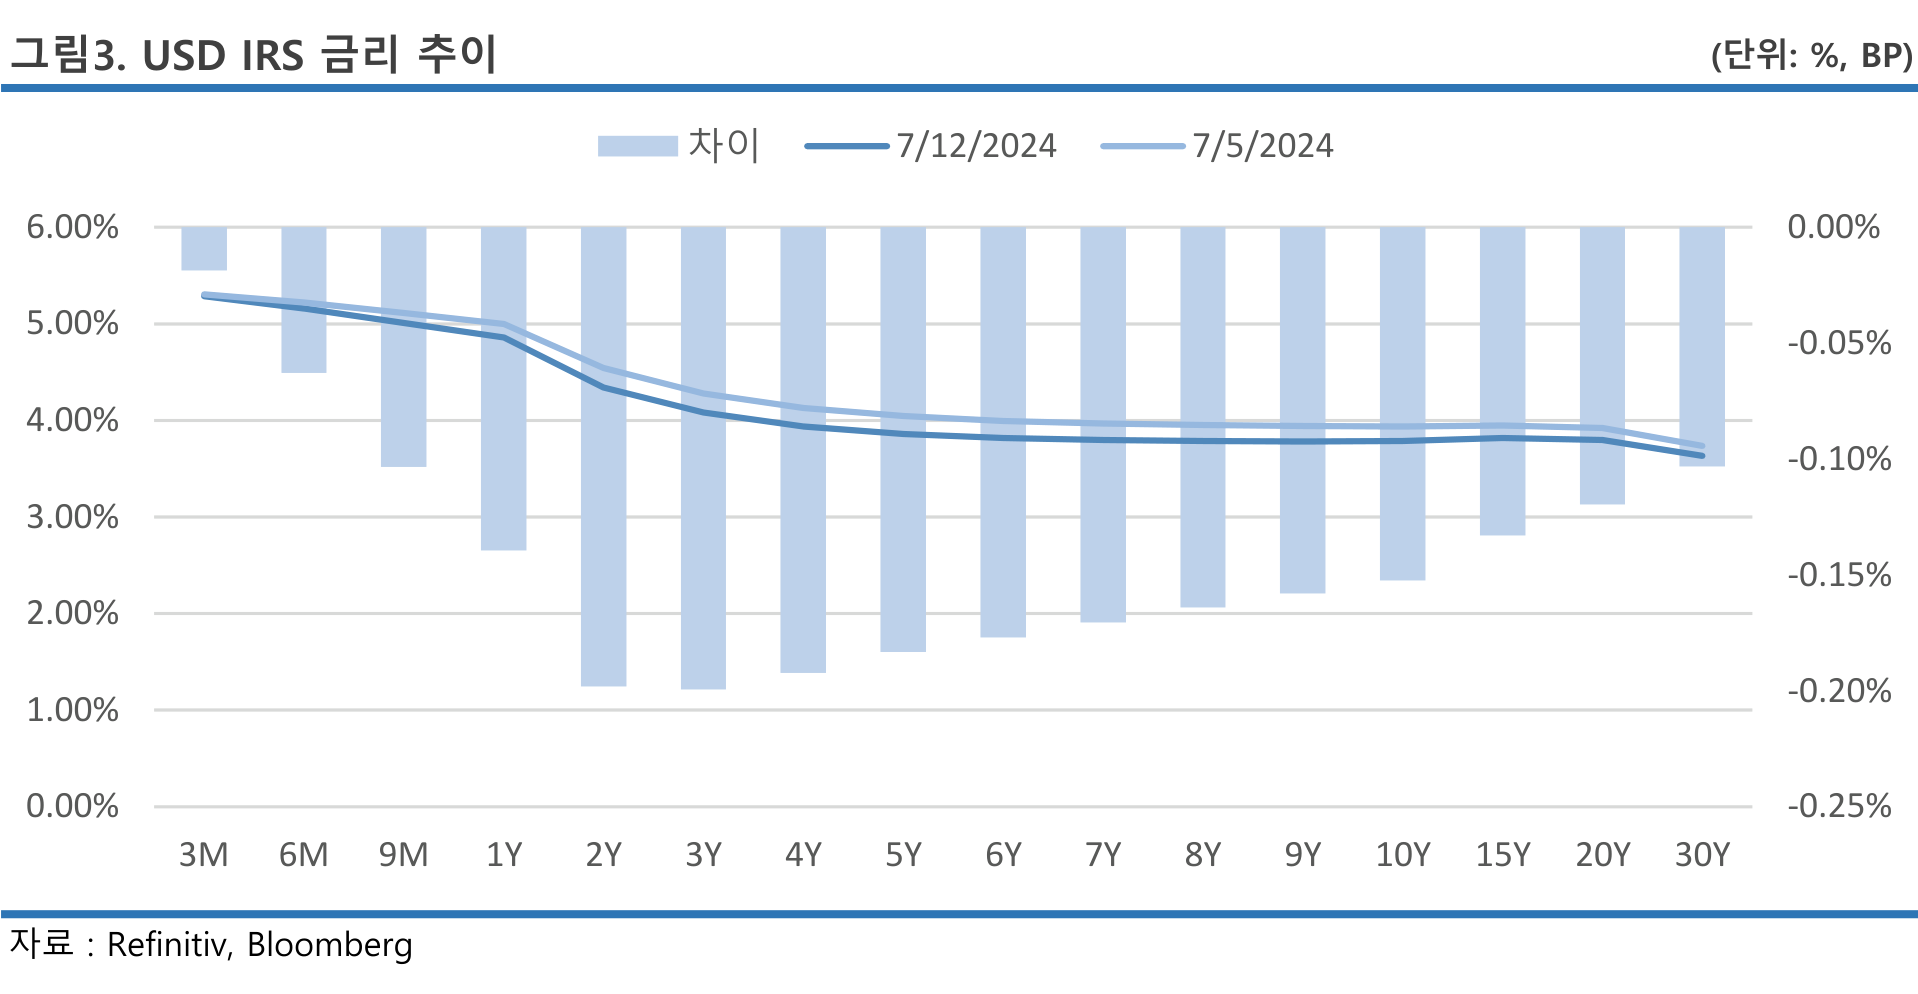 그림3. USD IRS 금리 추이 (단위: %, BP)
차이 7/12/2024 7/5/2024
6.00% 0.00%
5.00% -0.05%
4.00% -0.10%
3.00% -0.15%
2.00% -0.20%
1.00% -0.25%
0.00%
3M 6M 9M 1Y 2Y 3Y 4Y 5Y 6Y 7Y 8Y 9Y 10Y 15Y 20Y 30Y
자료 : Refinitiv, Bloomberg